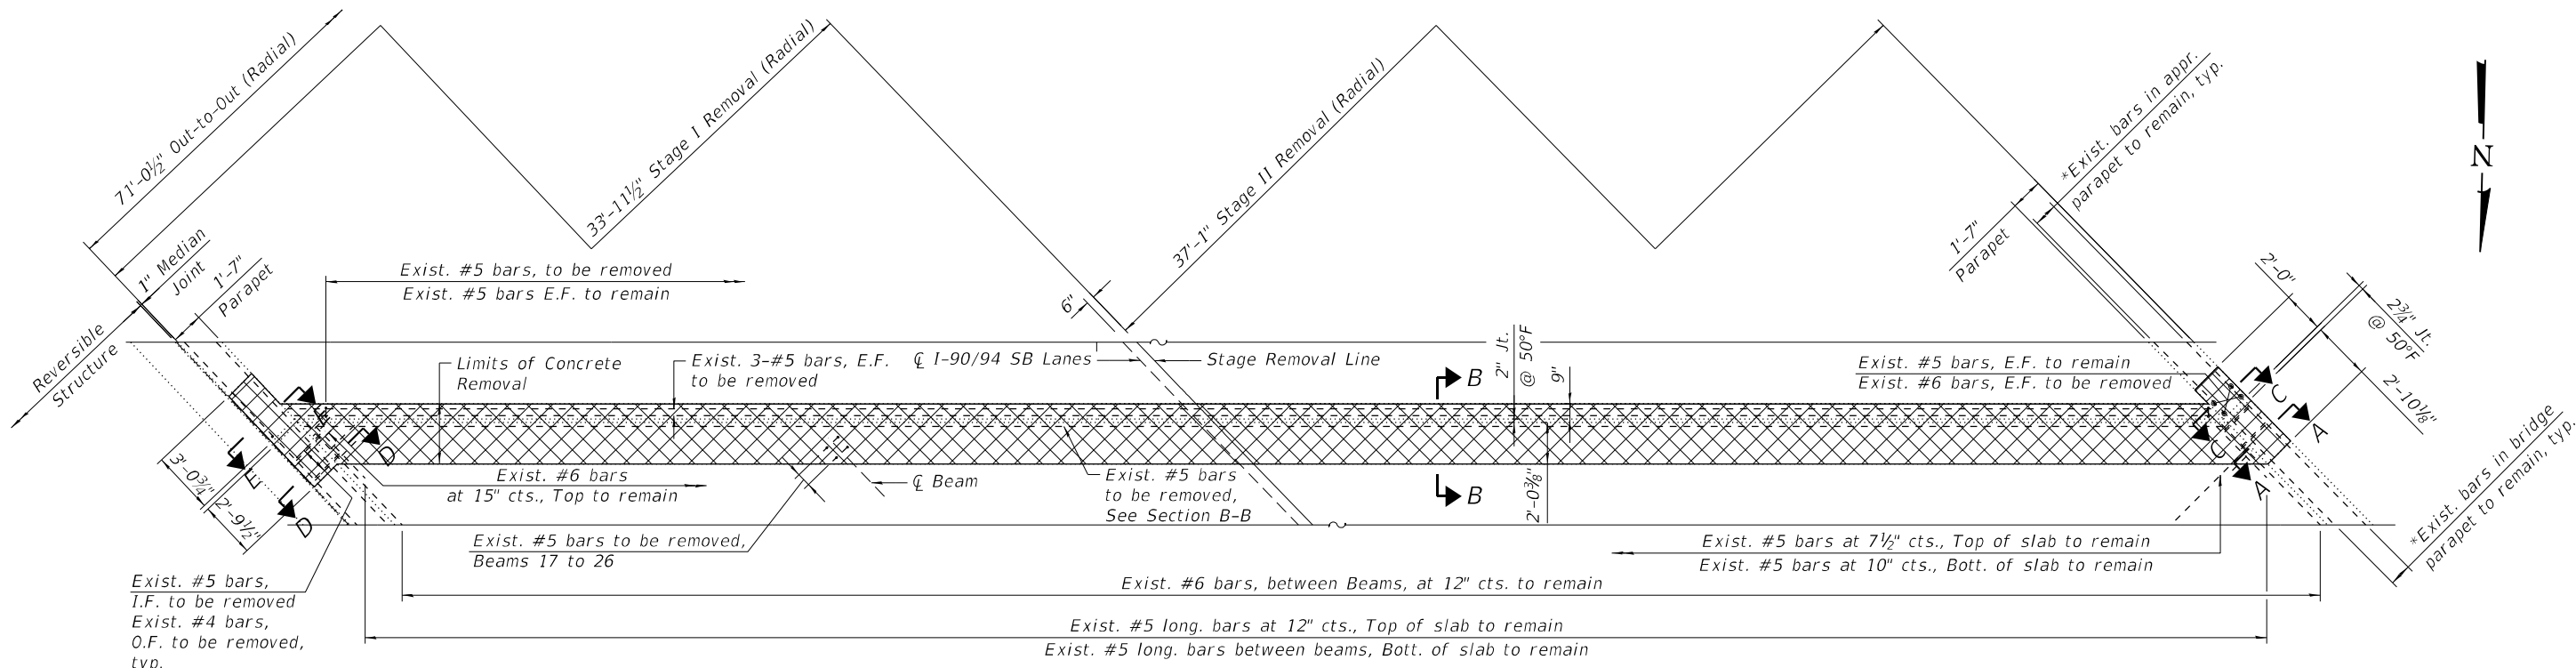 71'-0½" Out-to-Out (Radial)
33'-11½" Stage I Removal (Radial)
37'-1" Stage II Removal (Radial)
*Exist. bars in appr.
parapet to remain, typ.
N
1" Median
Joint
1'-7"
Parapet
Reversible
Structure
Exist. #5 bars, to be removed
Exist. #5 bars E.F. to remain
6"
1'-7"
Parapet
2'-0"
2¾" Jt.
@ 50°F
2'-10⅛"
Limits of Concrete
Removal
Exist. 3-#5 bars, E.F.
to be removed
℄ I-90/94 SB Lanes
Stage Removal Line
2" Jt.
@ 50°F
9"
B
Exist. #5 bars, E.F. to remain
Exist. #6 bars, E.F. to be removed
C
A
E
D
C
A
E
D
3'-0¾"
2'-9½"
Exist. #6 bars
at 15" cts., Top to remain
℄ Beam
Exist. #5 bars
to be removed,
See Section B-B
B
2'-0⅜"
*Exist. bars in bridge
parapet to remain, typ.
Exist. #5 bars to be removed,
Beams 17 to 26
Exist. #5 bars at 7½" cts., Top of slab to remain
Exist. #5 bars at 10" cts., Bott. of slab to remain
Exist. #5 bars,
I.F. to be removed
Exist. #4 bars,
O.F. to be removed,
typ.
Exist. #6 bars, between Beams, at 12" cts. to remain
Exist. #5 long. bars at 12" cts., Top of slab to remain
Exist. #5 long. bars between beams, Bott. of slab to remain